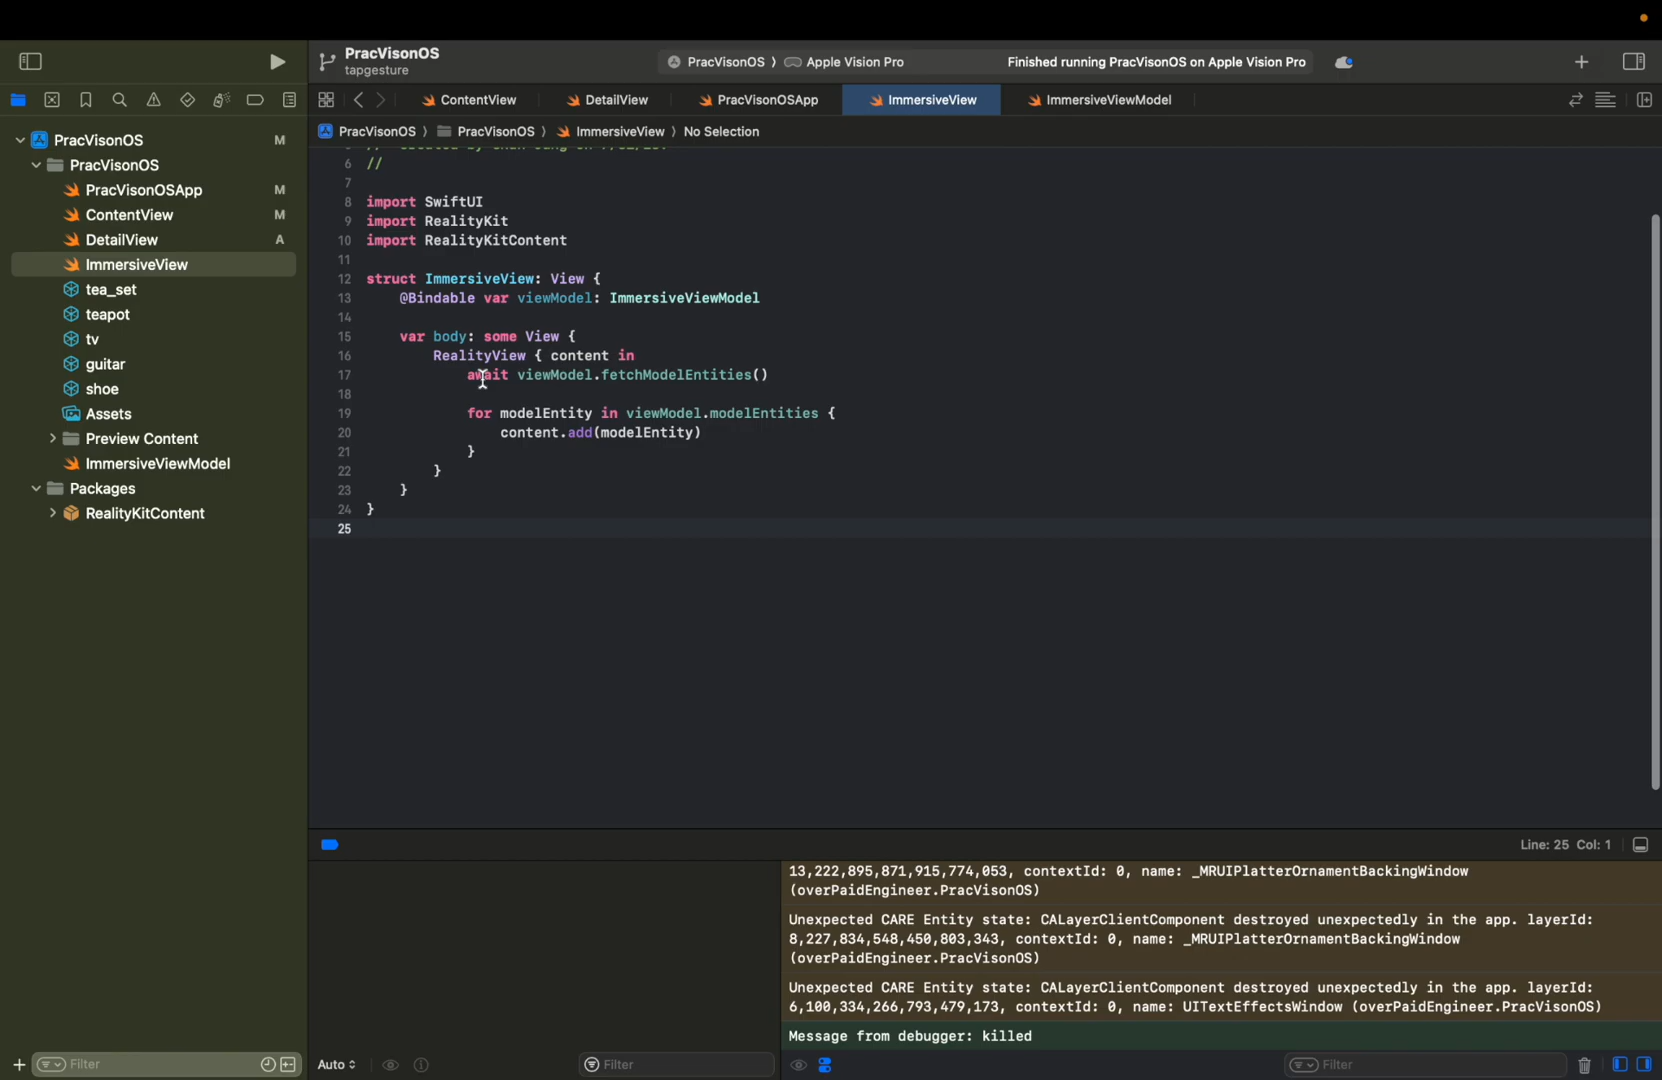 PracVisonOS
tapgesture
PracVisonOS 〉 Apple Vision Pro
Finished running PracVisonOS on Apple Vision Pro
ContentView
DetailView
PracVisonOSApp
ImmersiveView
ImmersiveViewModel
PracVisonOS 〉 PracVisonOS 〉 ImmersiveView 〉 No Selection
PracVisonOS M
PracVisonOS
PracVisonOSApp M
ContentView M
DetailView A
ImmersiveView
tea_set
teapot
tv
guitar
shoe
Assets
Preview Content
ImmersiveViewModel
Packages
RealityKitContent
Filter
6 //
7
8 import SwiftUI
9 import RealityKit
10 import RealityKitContent
11
12 struct ImmersiveView: View {
13 @Bindable var viewModel: ImmersiveViewModel
14
15 var body: some View {
16 RealityView { content in
17 await viewModel.fetchModelEntities()
18
19 for modelEntity in viewModel.modelEntities {
20 content.add(modelEntity)
21 }
22 }
23 }
24 }
25
Line: 25 Col: 1
13,222,895,871,915,774,053, contextId: 0, name: _MRUIPlatterOrnamentBackingWindow
(overPaidEngineer.PracVisonOS)
Unexpected CARE Entity state: CALayerClientComponent destroyed unexpectedly in the app. layerId:
8,227,834,548,450,803,343, contextId: 0, name: _MRUIPlatterOrnamentBackingWindow
(overPaidEngineer.PracVisonOS)
Unexpected CARE Entity state: CALayerClientComponent destroyed unexpectedly in the app. layerId:
6,100,334,266,793,479,173, contextId: 0, name: UITextEffectsWindow (overPaidEngineer.PracVisonOS)
Message from debugger: killed
Auto
Filter
Filter